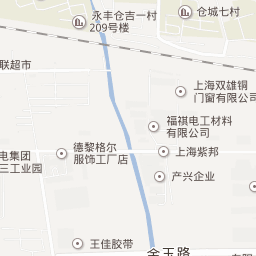 永丰仓吉一村
209号楼
仓城七村
联超市
上海双雄铜
门窗有限公司
福祺电工材料
有限公司
德黎格尔
服饰工厂店
上海紫邦
电集团
三工业园
产兴企业
王佳胶带
金玉路